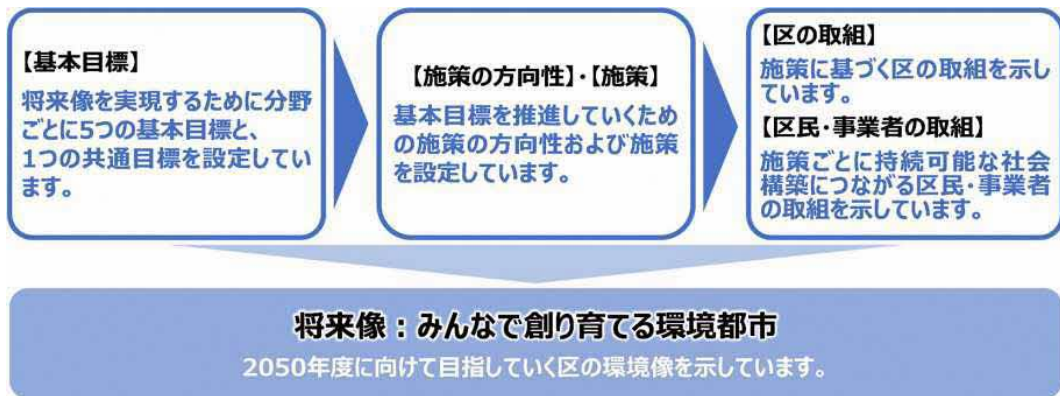 【基本目標】
将来像を実現するために分野
ごとに5つの基本目標と、
1つの共通目標を設定してい
ます。
【施策の方向性】・【施策】
基本目標を推進していくため
の施策の方向性および施策
を設定しています。
【区の取組】
施策に基づく区の取組を示し
ています。
【区民・事業者の取組】
施策ごとに持続可能な社会
構築につながる区民・事業者
の取組を示しています。
将来像：みんなで創り育てる環境都市
2050年度に向けて目指していく区の環境像を示しています。